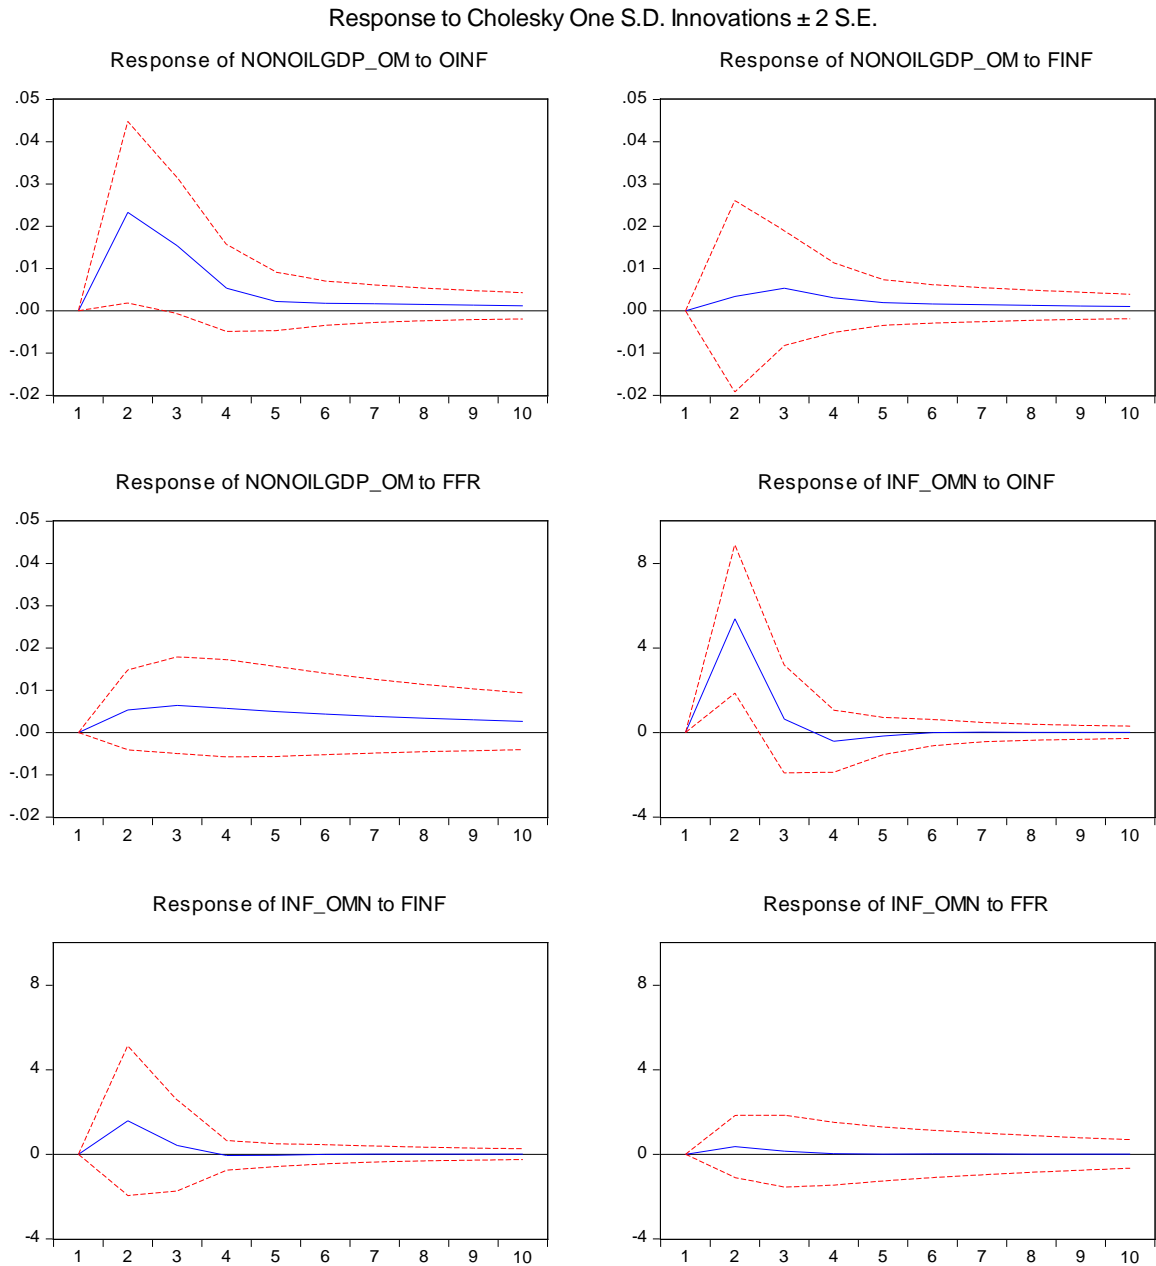 Response to Cholesky One S.D. Innovations ± 2 S.E.
Response of NONOILGDP_OM to OINF
.05
.04
.03
.02
.01
.00
-.01
-.02
1 2 3 4 5 6 7 8 9 10
Response of NONOILGDP_OM to FINF
.05
.04
.03
.02
.01
.00
-.01
-.02
1 2 3 4 5 6 7 8 9 10
Response of NONOILGDP_OM to FFR
.05
.04
.03
.02
.01
.00
-.01
-.02
1 2 3 4 5 6 7 8 9 10
Response of INF_OMN to OINF
8
4
0
-4
1 2 3 4 5 6 7 8 9 10
Response of INF_OMN to FINF
8
4
0
-4
1 2 3 4 5 6 7 8 9 10
Response of INF_OMN to FFR
8
4
0
-4
1 2 3 4 5 6 7 8 9 10